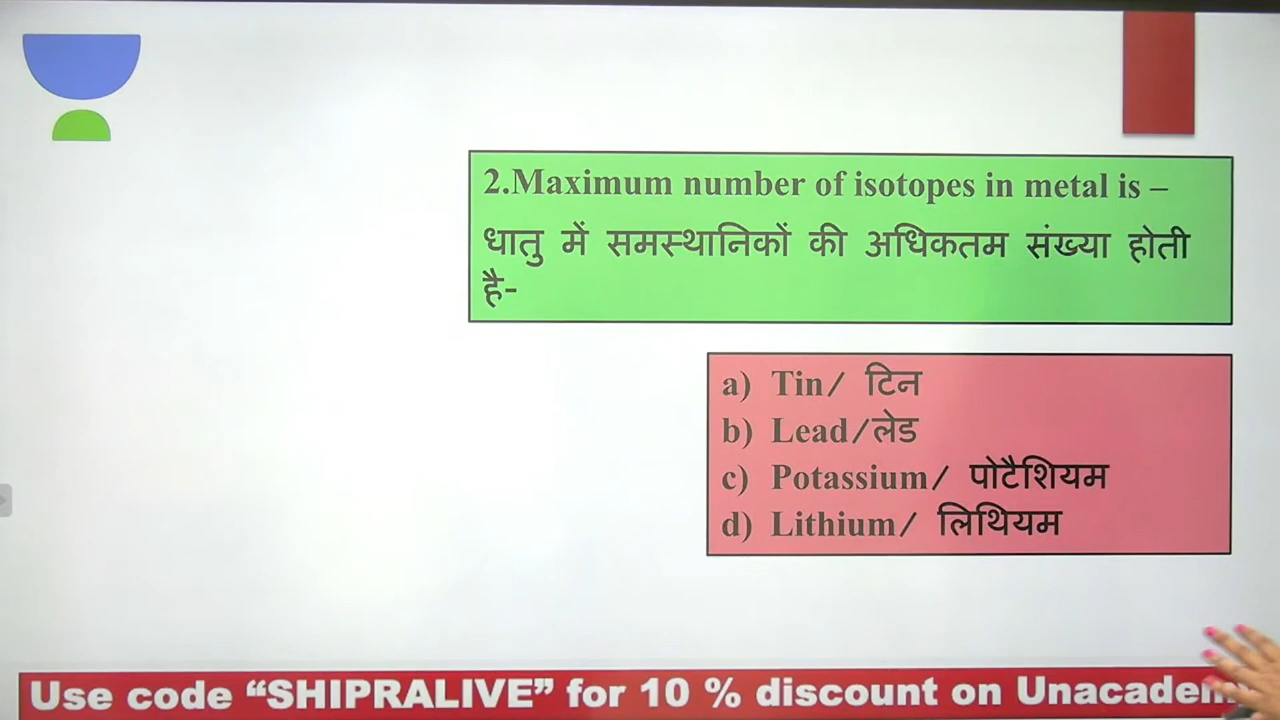 2.Maximum number of isotopes in metal is –
धातु में समस्थानिकों की अधिकतम संख्या होती
है-
a) Tin/ टिन
b) Lead/लेड
c) Potassium/ पोटैशियम
d) Lithium/ लिथियम
Use code “SHIPRALIVE” for 10 % discount on